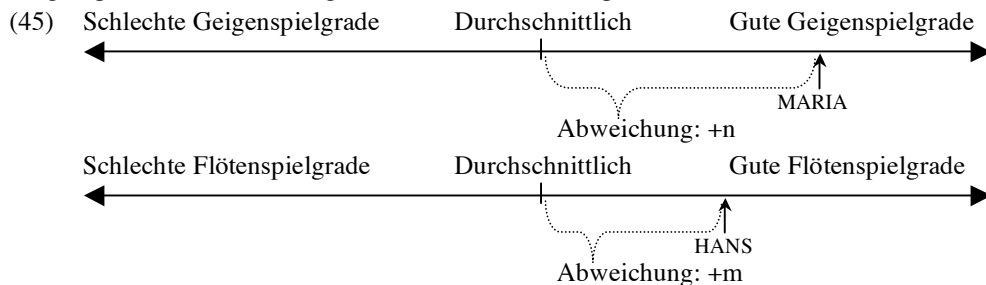 (45) Schlechte Geigenspielgrade Durchschnittlich Gute Geigenspielgrade
MARIA
Abweichung: +n
Schlechte Flötenspielgrade Durchschnittlich Gute Flötenspielgrade
HANS
Abweichung: +m